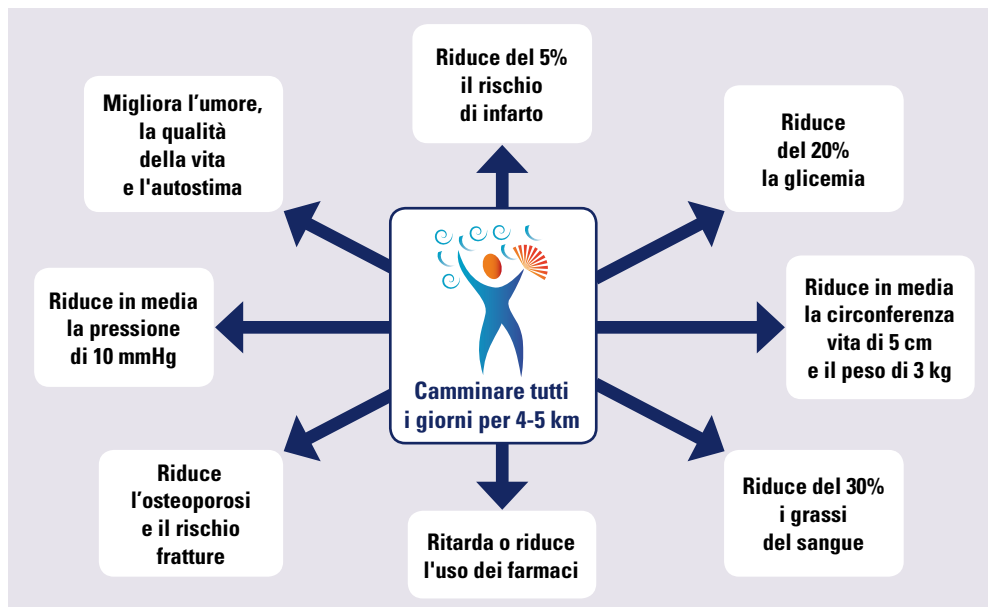 Riduce del 5%
il rischio
di infarto
Migliora l’umore,
la qualità
della vita
e l'autostima
Riduce
del 20%
la glicemia
Riduce in media
la pressione
di 10 mmHg
Camminare tutti
i giorni per 4-5 km
Riduce in media
la circonferenza
vita di 5 cm
e il peso di 3 kg
Riduce
l’osteoporosi
e il rischio
fratture
Ritarda o riduce
l'uso dei farmaci
Riduce del 30%
i grassi
del sangue